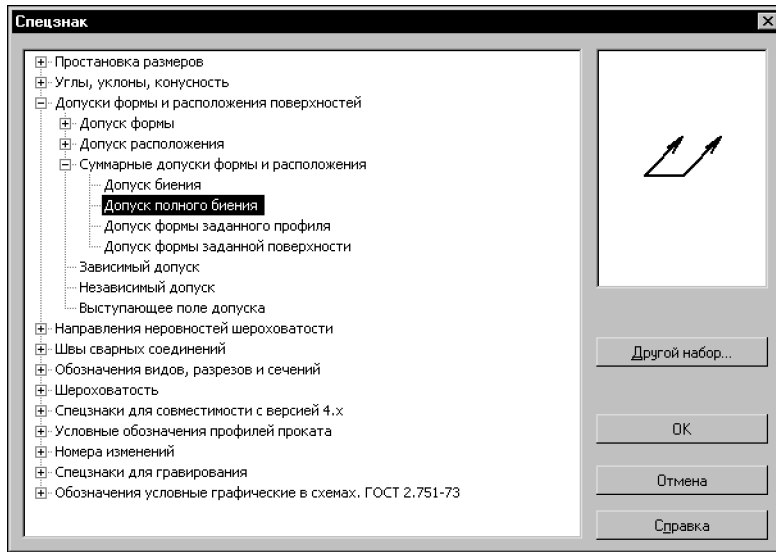 Спецзнак
Простановка размеров
Углы, уклоны, конусность
Допуски формы и расположения поверхностей
Допуск формы
Допуск расположения
Суммарные допуски формы и расположения
Допуск биения
Допуск полного биения
Допуск формы заданного профиля
Допуск формы заданной поверхности
Зависимый допуск
Независимый допуск
Выступающее поле допуска
Направления неровностей шероховатости
Швы сварных соединений
Обозначения видов, разрезов и сечений
Шероховатость
Спецзнаки для совместимости с версией 4.х
Условные обозначения профилей проката
Номера изменений
Спецзнаки для гравирования
Обозначения условные графические в схемах. ГОСТ 2.751-73
Другой набор...
OK
Отмена
Справка